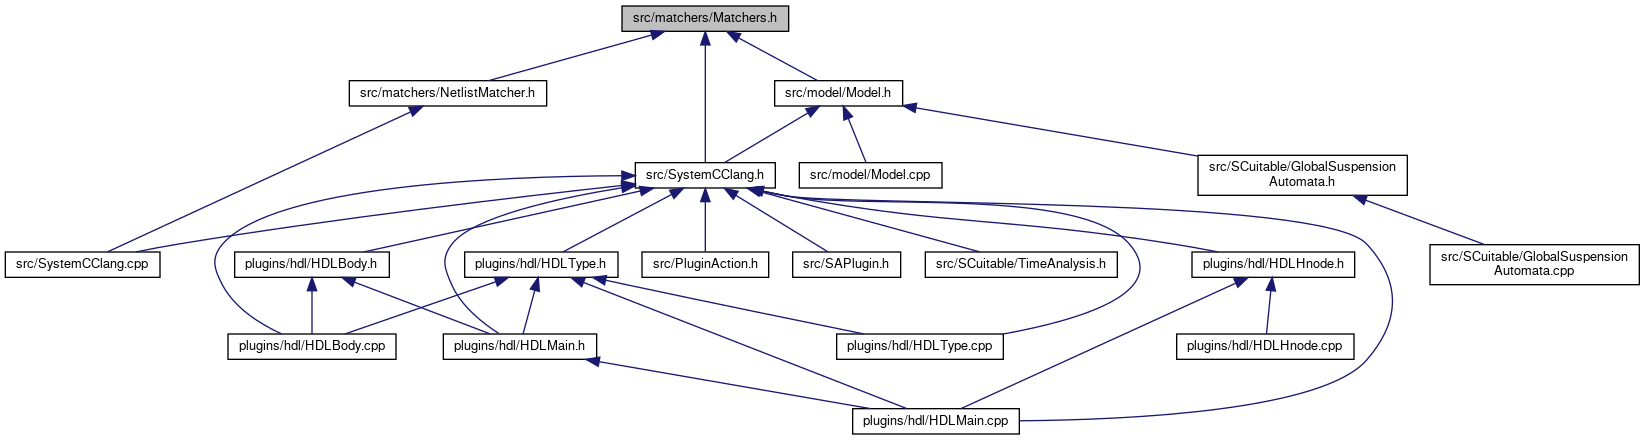 src/matchers/Matchers.h
src/matchers/NetlistMatcher.h
src/model/Model.h
src/SystemCClang.h
src/model/Model.cpp
src/SCuitable/GlobalSuspension
Automata.h
src/SystemCClang.cpp
plugins/hdl/HDLBody.h
plugins/hdl/HDLType.h
src/PluginAction.h
src/SAPlugin.h
src/SCuitable/TimeAnalysis.h
plugins/hdl/HDLHnode.h
src/SCuitable/GlobalSuspension
Automata.cpp
plugins/hdl/HDLBody.cpp
plugins/hdl/HDLMain.h
plugins/hdl/HDLType.cpp
plugins/hdl/HDLHnode.cpp
plugins/hdl/HDLMain.cpp